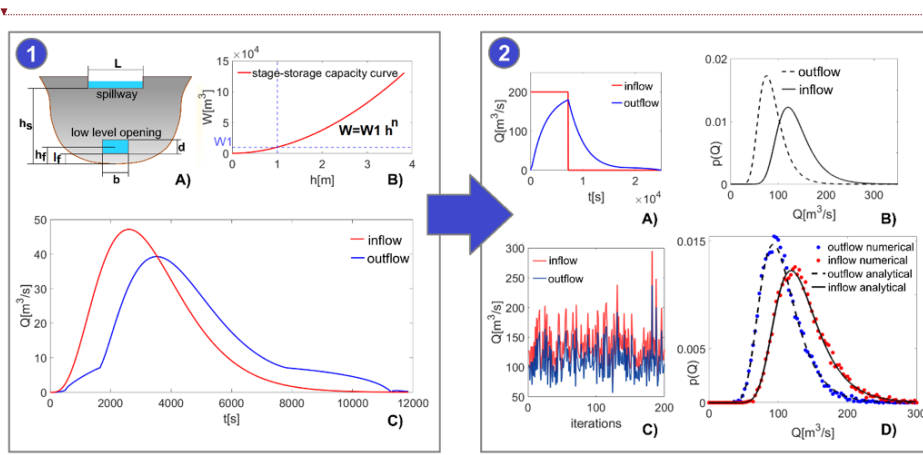 1
L
spillway
low level opening
hs
hf
lf
d
b
A)
×10^4
15
10
5
0
W[m^3]
stage-storage capacity curve
W=W1 h^n
W1
0 1 2 3 4
h[m]
B)
50
40
30
20
10
0
Q[m^3/s]
inflow
outflow
0 2000 4000 6000 8000 10000 12000
t[s]
C)
2
200
100
0
Q[m^3/s]
inflow
outflow
0 1 2
×10^4
t[s]
A)
0.02
0.01
0
p(Q)
outflow
inflow
0 100 200 300
Q[m^3/s]
B)
300
250
200
150
100
50
Q[m^3/s]
inflow
outflow
0 100 200
iterations
C)
0.015
0.005
0
p(Q)
outflow numerical
inflow numerical
outflow analytical
inflow analytical
0 100 200 300
Q[m^3/s]
D)